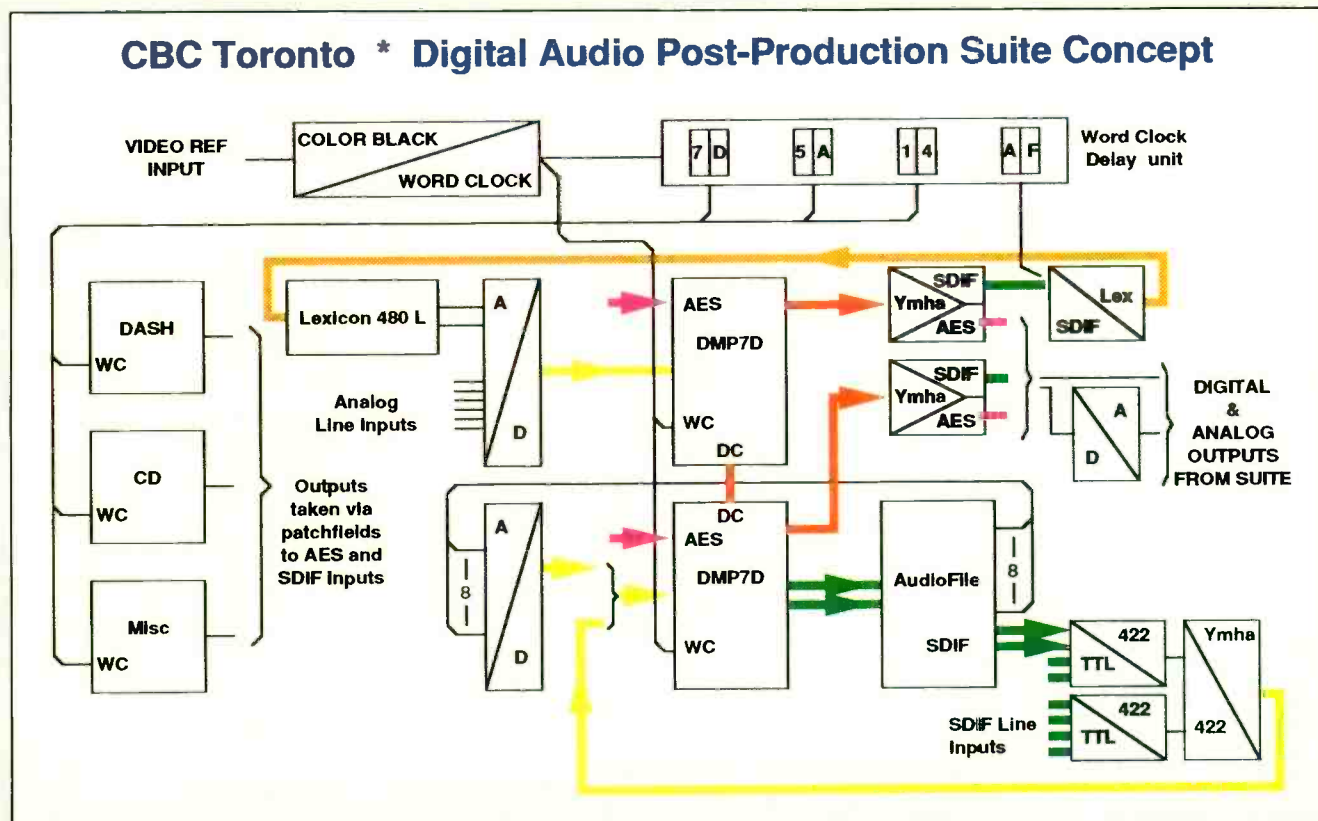 CBC Toronto * Digital Audio Post-Production Suite Concept
VIDEO REF
INPUT
COLOR BLACK
WORD CLOCK
7 D
5 A
1 4
A F
Word Clock
Delay unit
DASH
WC
CD
WC
Misc
WC
Outputs
taken via
patchfields
to AES and
SDIF Inputs
Lexicon 480 L
Analog
Line Inputs
A
D
AES
DMP7D
WC
DC
Ymha
SDIF
AES
Ymha
SDIF
AES
Lex
SDIF
A
D
DIGITAL
&
ANALOG
OUTPUTS
FROM SUITE
8
A
D
DC
AES
DMP7D
WC
AudioFile
SDIF
8
422
TTL
422
TTL
Ymha
422
SDIF Line
Inputs